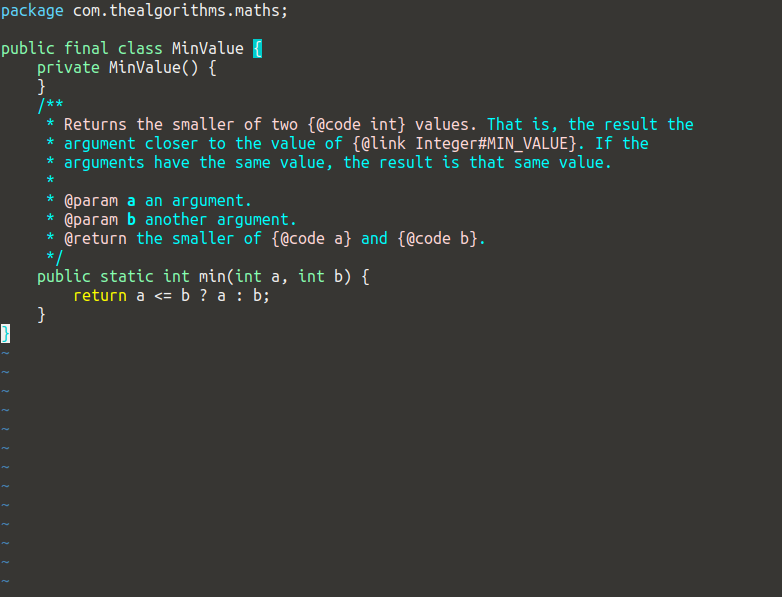 package com.thealgorithms.maths;

public final class MinValue {
    private MinValue() {
    }
    /**
     * Returns the smaller of two {@code int} values. That is, the result the
     * argument closer to the value of {@link Integer#MIN_VALUE}. If the
     * arguments have the same value, the result is that same value.
     *
     * @param a an argument.
     * @param b another argument.
     * @return the smaller of {@code a} and {@code b}.
     */
    public static int min(int a, int b) {
        return a <= b ? a : b;
    }
}
~
~
~
~
~
~
~
~
~
~
~
~
~